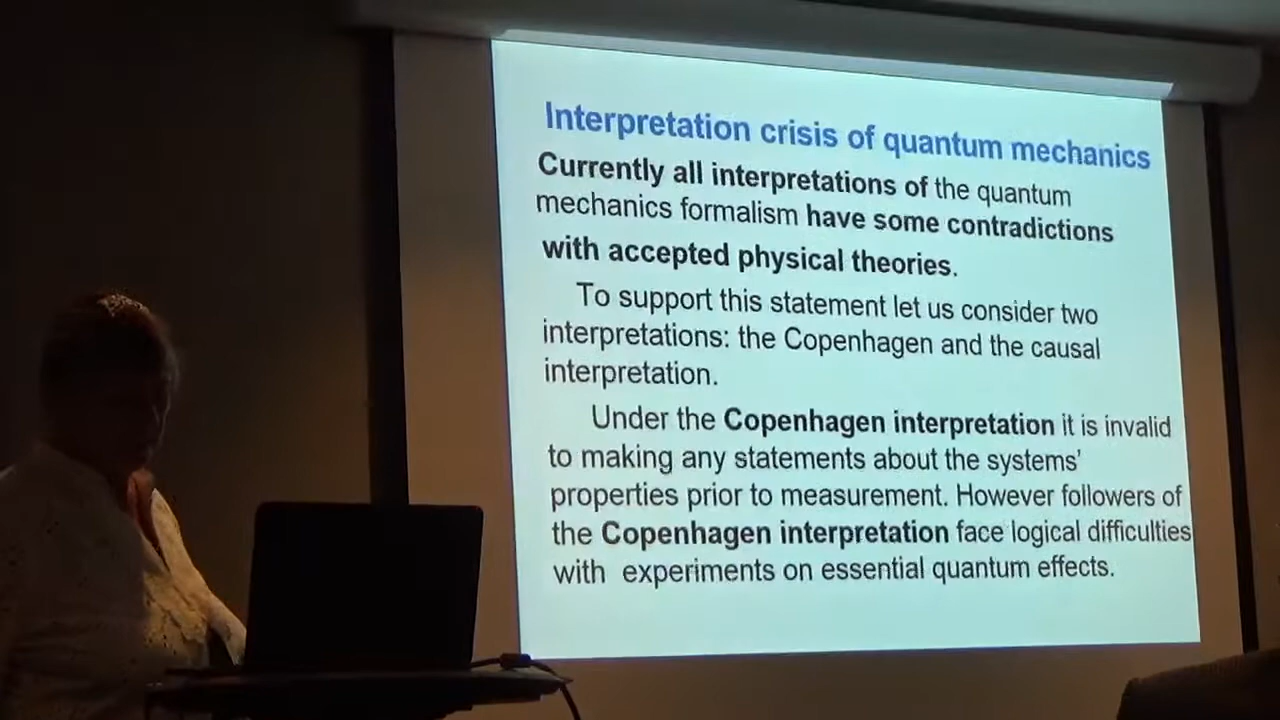 Interpretation crisis of quantum mechanics
Currently all interpretations of the quantum
mechanics formalism have some contradictions
with accepted physical theories.
To support this statement let us consider two
interpretations: the Copenhagen and the causal
interpretation.
Under the Copenhagen interpretation it is invalid
to making any statements about the systems'
properties prior to measurement. However followers of
the Copenhagen interpretation face logical difficulties
with experiments on essential quantum effects.